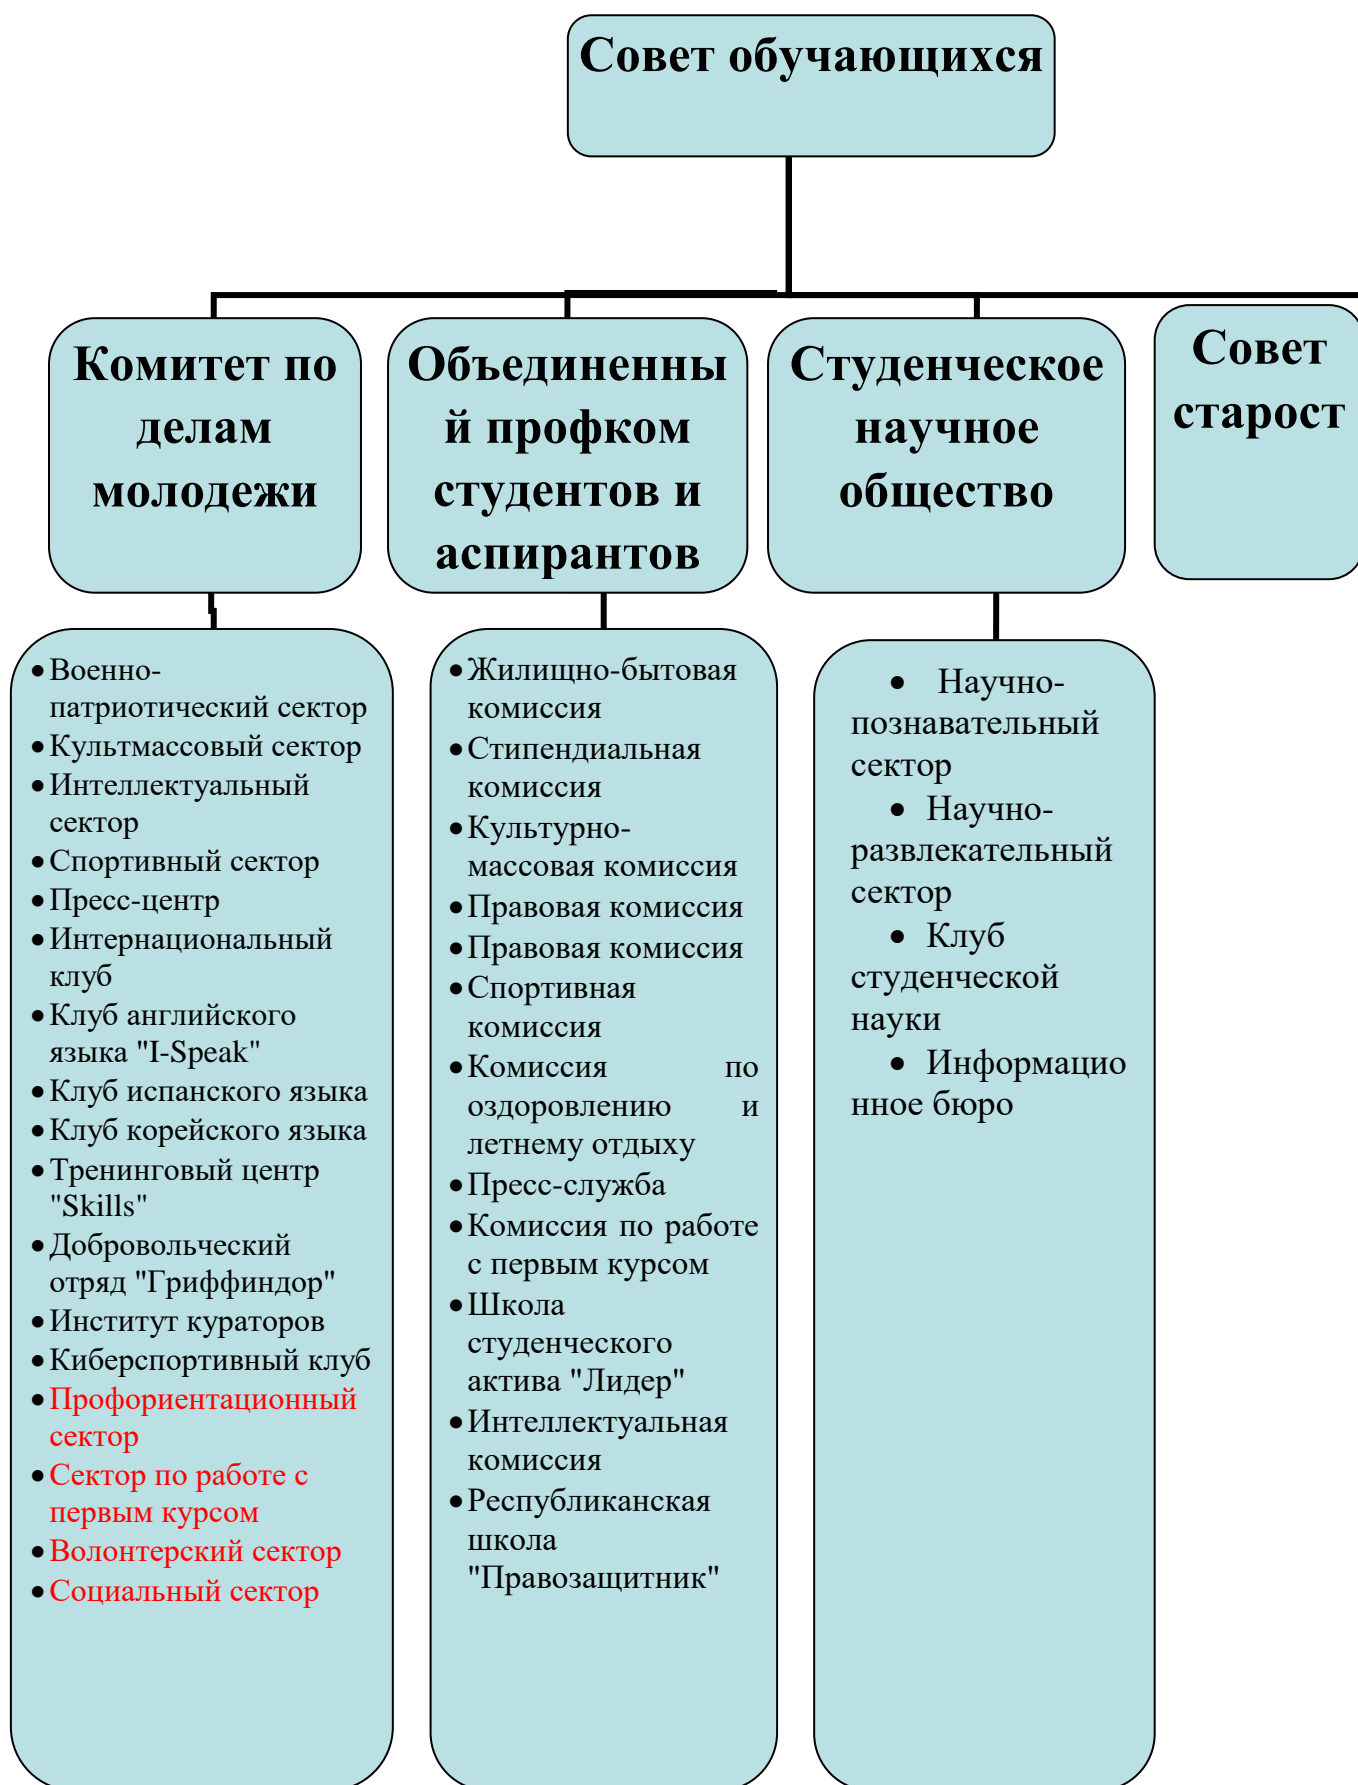 Совет обучающихся
Комитет по
делам
молодежи
Объединенны
й профком
студентов и
аспирантов
Студенческое
научное
общество
Совет
старост
• Военно-
патриотический сектор
• Культмассовый сектор
• Интеллектуальный
сектор
• Спортивный сектор
• Пресс-центр
• Интернациональный
клуб
• Клуб английского
языка "I-Speak"
• Клуб испанского языка
• Клуб корейского языка
• Тренинговый центр
"Skills"
• Добровольческий
отряд "Гриффиндор"
• Институт кураторов
• Киберспортивный клуб
• Профориентационный
сектор
• Сектор по работе с
первым курсом
• Волонтерский сектор
• Социальный сектор
• Жилищно-бытовая
комиссия
• Стипендиальная
комиссия
• Культурно-
массовая комиссия
• Правовая комиссия
• Правовая комиссия
• Спортивная
комиссия
• Комиссия по
оздоровлению и
летнему отдыху
• Пресс-служба
• Комиссия по работе
с первым курсом
• Школа
студенческого
актива "Лидер"
• Интеллектуальная
комиссия
• Республиканская
школа
"Правозащитник"
• Научно-
познавательный
сектор
• Научно-
развлекательный
сектор
• Клуб
студенческой
науки
• Информацио
нное бюро